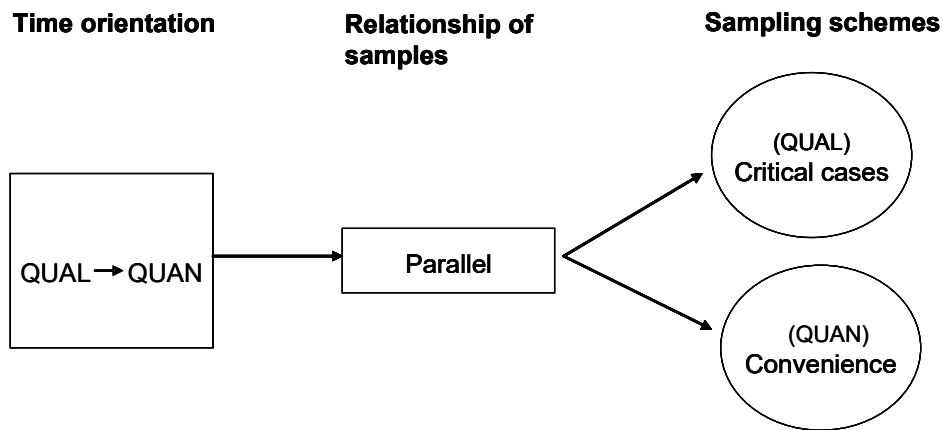 Time orientation
Relationship of
samples
Sampling schemes
QUAL→QUAN
Parallel
(QUAL)
Critical cases
(QUAN)
Convenience